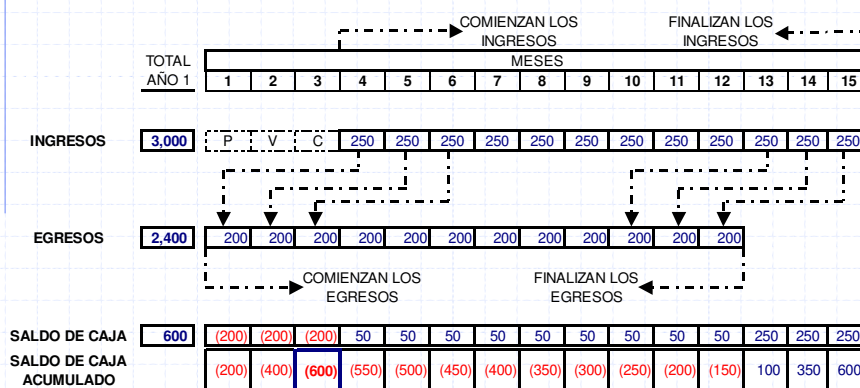 COMIENZAN LOS INGRESOS
FINALIZAN LOS INGRESOS
TOTAL AÑO 1
MESES
1 2 3 4 5 6 7 8 9 10 11 12 13 14 15
INGRESOS 3,000 P V C 250 250 250 250 250 250 250 250 250 250 250 250
EGRESOS 2,400 200 200 200 200 200 200 200 200 200 200 200 200
COMIENZAN LOS EGRESOS
FINALIZAN LOS EGRESOS
SALDO DE CAJA 600 (200) (200) (200) 50 50 50 50 50 50 50 50 50 250 250 250
SALDO DE CAJA ACUMULADO (200) (400) (600) (550) (500) (450) (400) (350) (300) (250) (200) (150) 100 350 600